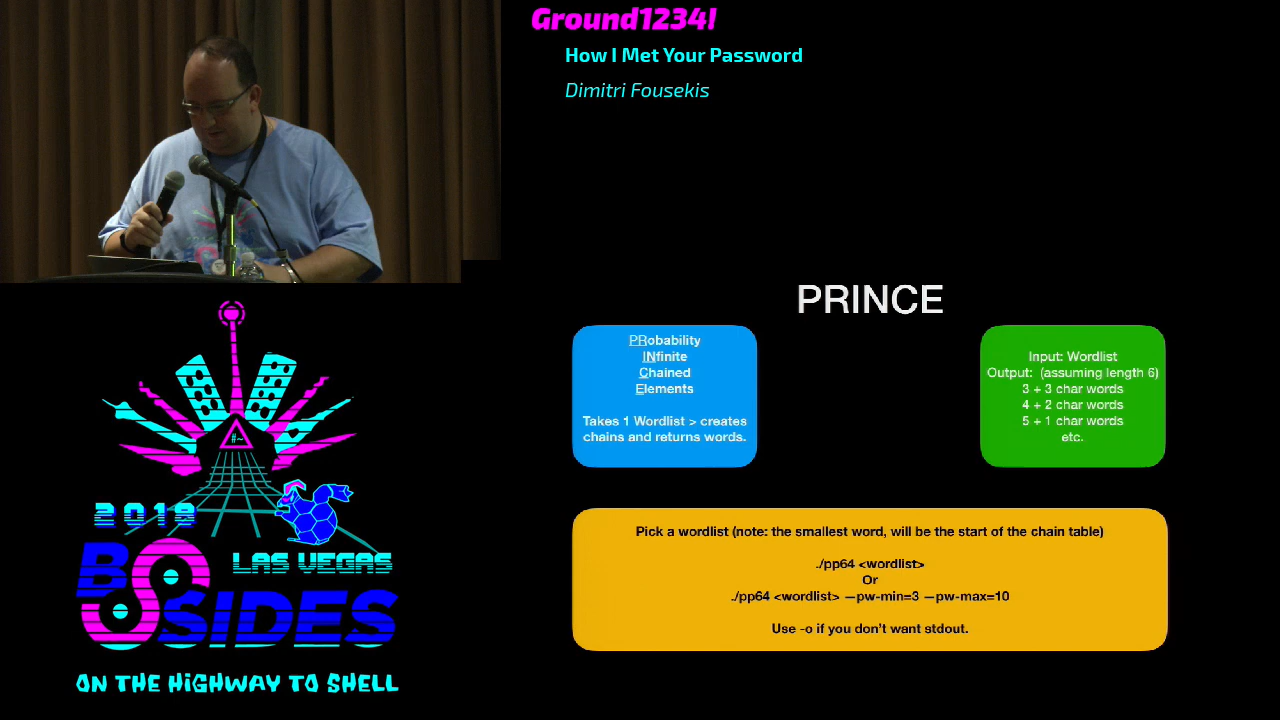 Ground1234!
How I Met Your Password
Dimitri Fousekis
PRINCE
PRobability
INfinite
Chained
Elements
Takes 1 Wordlist > creates
chains and returns words.
Input: Wordlist
Output: (assuming length 6)
3 + 3 char words
4 + 2 char words
5 + 1 char words
etc.
Pick a wordlist (note: the smallest word, will be the start of the chain table)
./pp64 <wordlist>
Or
./pp64 <wordlist> —pw-min=3 —pw-max=10
Use -o if you don't want stdout.
#~
2019
BSIDES
LAS VEGAS
ON THE HIGHWAY TO SHELL